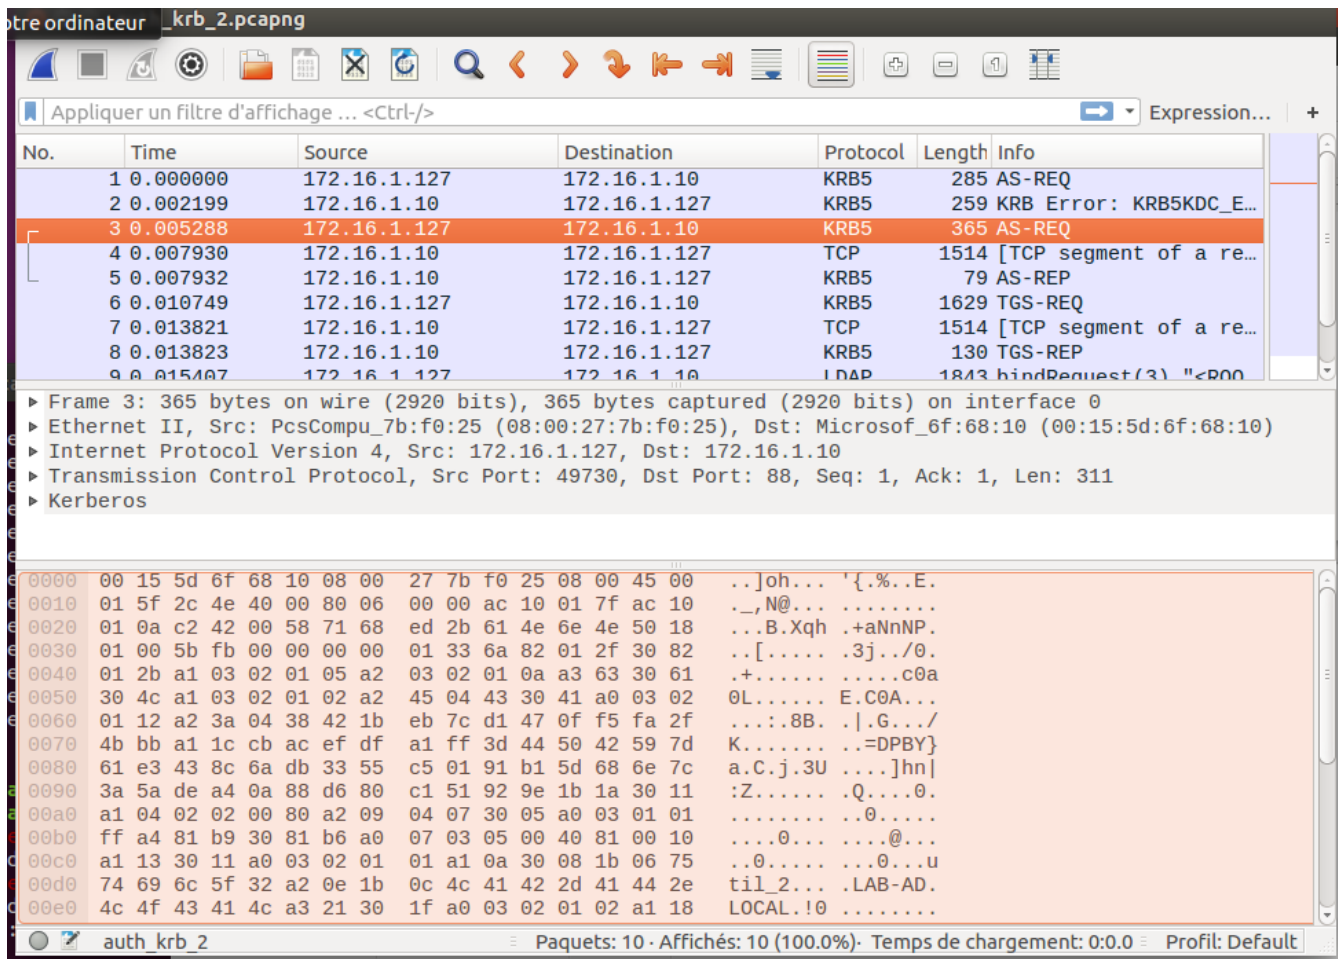 otre ordinateur _krb_2.pcapng
Appliquer un filtre d'affichage … <Ctrl-/> Expression… +
No. Time Source Destination Protocol Length Info
1 0.000000 172.16.1.127 172.16.1.10 KRB5 285 AS-REQ
2 0.002199 172.16.1.10 172.16.1.127 KRB5 259 KRB Error: KRB5KDC_E…
3 0.005288 172.16.1.127 172.16.1.10 KRB5 365 AS-REQ
4 0.007930 172.16.1.10 172.16.1.127 TCP 1514 [TCP segment of a re…
5 0.007932 172.16.1.10 172.16.1.127 KRB5 79 AS-REP
6 0.010749 172.16.1.127 172.16.1.10 KRB5 1629 TGS-REQ
7 0.013821 172.16.1.10 172.16.1.127 TCP 1514 [TCP segment of a re…
8 0.013823 172.16.1.10 172.16.1.127 KRB5 130 TGS-REP
9 0.015407 172.16.1.127 172.16.1.10 LDAP 1843 bindRequest(3) "<ROO
Frame 3: 365 bytes on wire (2920 bits), 365 bytes captured (2920 bits) on interface 0
Ethernet II, Src: PcsCompu_7b:f0:25 (08:00:27:7b:f0:25), Dst: Microsof_6f:68:10 (00:15:5d:6f:68:10)
Internet Protocol Version 4, Src: 172.16.1.127, Dst: 172.16.1.10
Transmission Control Protocol, Src Port: 49730, Dst Port: 88, Seq: 1, Ack: 1, Len: 311
Kerberos
0000 00 15 5d 6f 68 10 08 00 27 7b f0 25 08 00 45 00 ..]oh... '{.%..E.
0010 01 5f 2c 4e 40 00 80 06 00 00 ac 10 01 7f ac 10 ._,N@... ........
0020 01 0a c2 42 00 58 71 68 ed 2b 61 4e 6e 4e 50 18 ...B.Xqh .+aNnNP.
0030 01 00 5b fb 00 00 00 00 01 33 6a 82 01 2f 30 82 ..[..... .3j../0.
0040 01 2b a1 03 02 01 05 a2 03 02 01 0a a3 63 30 61 .+...... .....c0a
0050 30 4c a1 03 02 01 02 a2 45 04 43 30 41 a0 03 02 0L...... E.C0A...
0060 01 12 a2 3a 04 38 42 1b eb 7c d1 47 0f f5 fa 2f ...:.8B. .|.G.../
0070 4b bb a1 1c cb ac ef df a1 ff 3d 44 50 42 59 7d K....... ..=DPBY}
0080 61 e3 43 8c 6a db 33 55 c5 01 91 b1 5d 68 6e 7c a.C.j.3U ....]hn|
0090 3a 5a de a4 0a 88 d6 80 c1 51 92 9e 1b 1a 30 11 :Z...... .Q....0.
00a0 a1 04 02 02 00 80 a2 09 04 07 30 05 a0 03 01 01 ........ ..0.....
00b0 ff a4 81 b9 30 81 b6 a0 07 03 05 00 40 81 00 10 ....0... ....@...
00c0 a1 13 30 11 a0 03 02 01 01 a1 0a 30 08 1b 06 75 ..0..... ...0...u
00d0 74 69 6c 5f 32 a2 0e 1b 0c 4c 41 42 2d 41 44 2e til_2... .LAB-AD.
00e0 4c 4f 43 41 4c a3 21 30 1f a0 03 02 01 02 a1 18 LOCAL.!0 ........
auth_krb_2 Paquets: 10 · Affichés: 10 (100.0%)· Temps de chargement: 0:0.0 Profil: Default